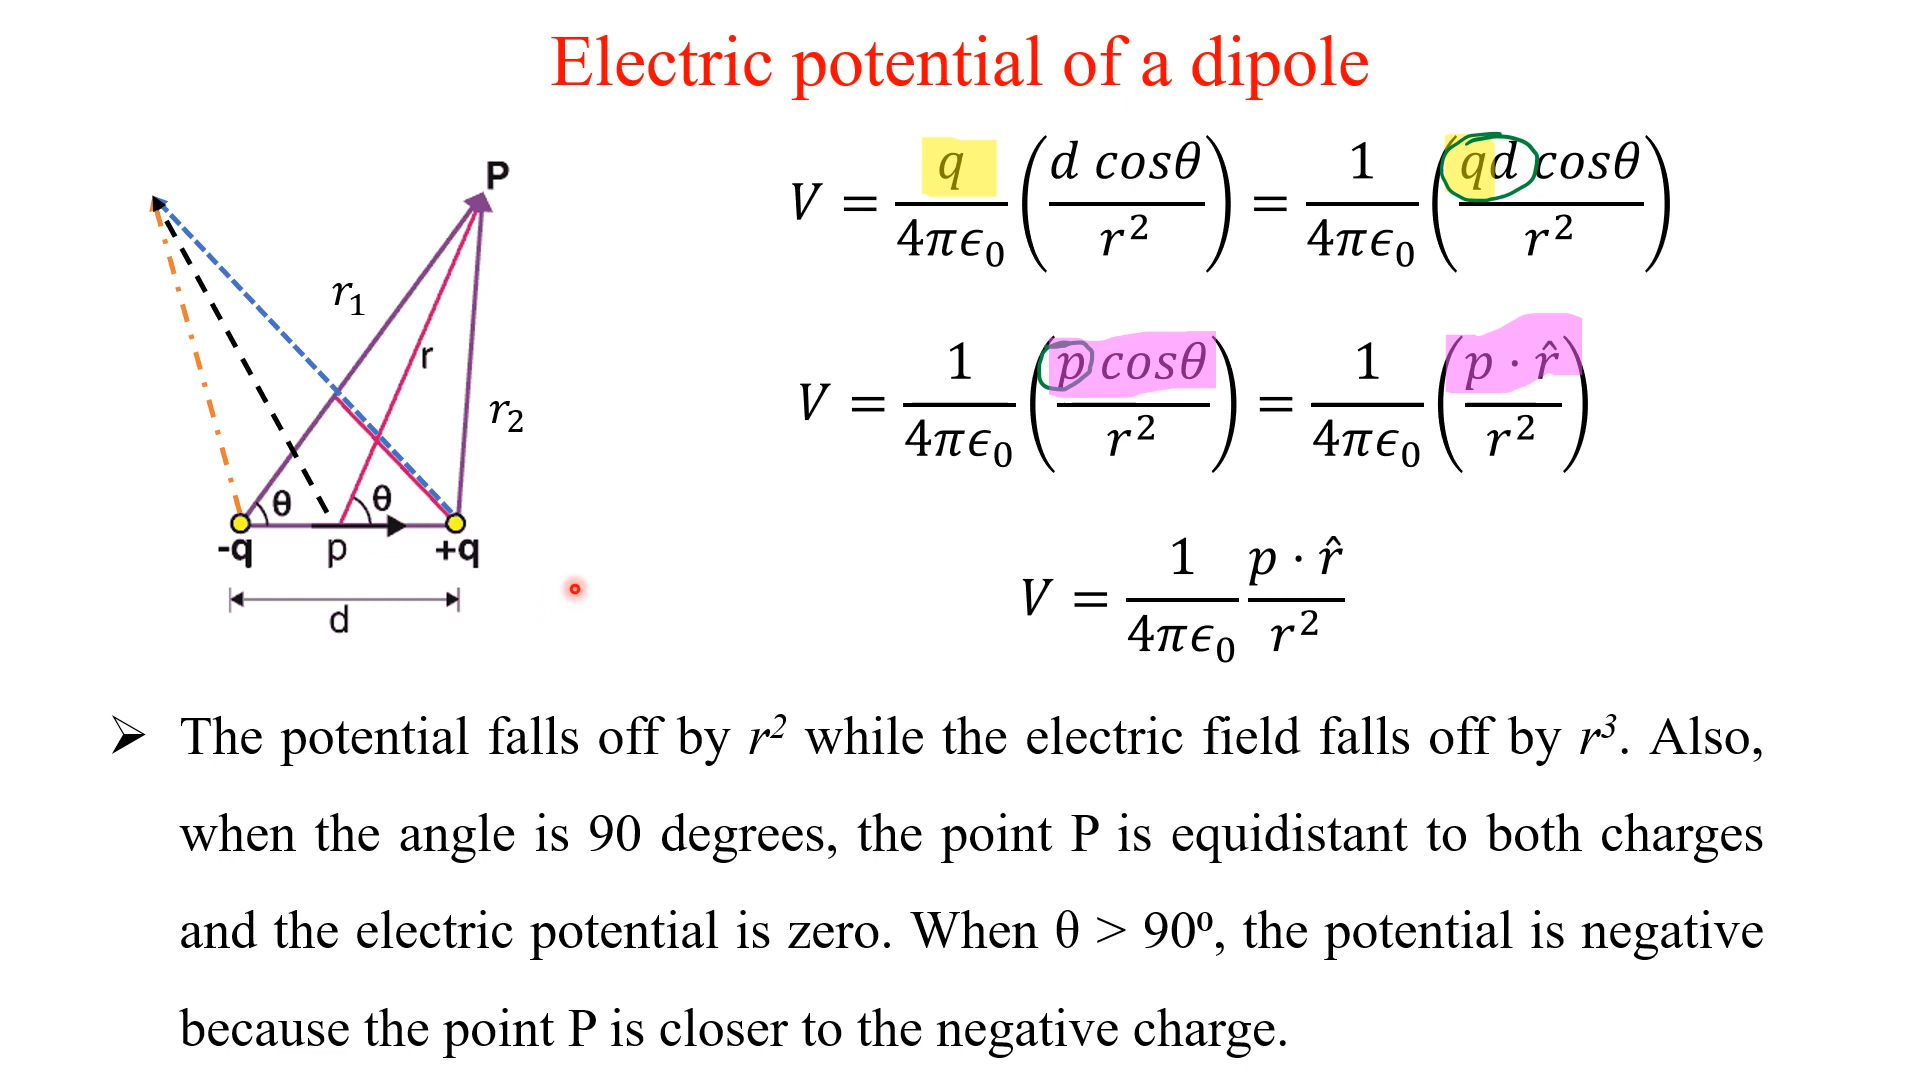 Electric potential of a dipole
P
r₁
r
r₂
θ θ
-q p +q
d
V = q/4πϵ₀ (d cosθ/r²) = 1/4πϵ₀ (qd cosθ/r²)
V = 1/4πϵ₀ (p cosθ/r²) = 1/4πϵ₀ (p · r̂/r²)
V = 1/4πϵ₀ p · r̂/r²
➢ The potential falls off by r² while the electric field falls off by r³. Also,
when the angle is 90 degrees, the point P is equidistant to both charges
and the electric potential is zero. When θ > 90⁰, the potential is negative
because the point P is closer to the negative charge.